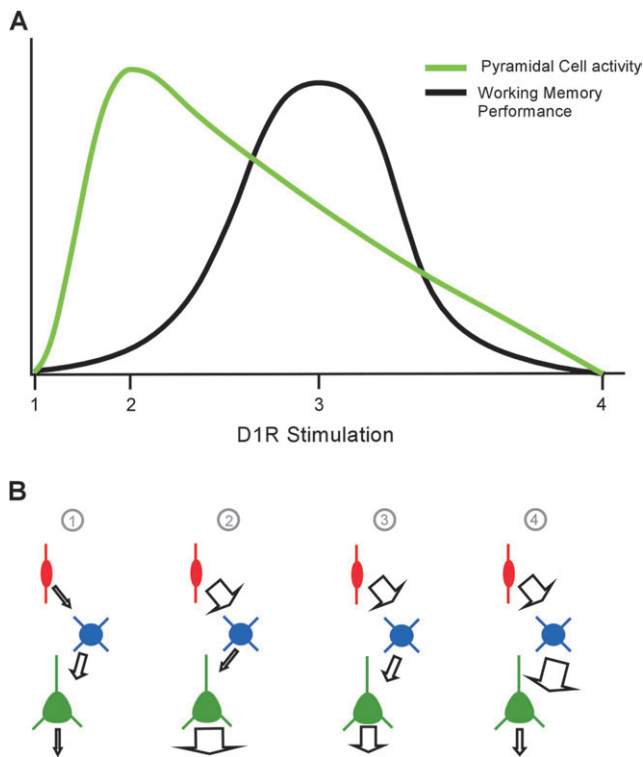 A
Pyramidal Cell activity
Working Memory
Performance
1 2 3 4
D1R Stimulation
B
1 2 3 4